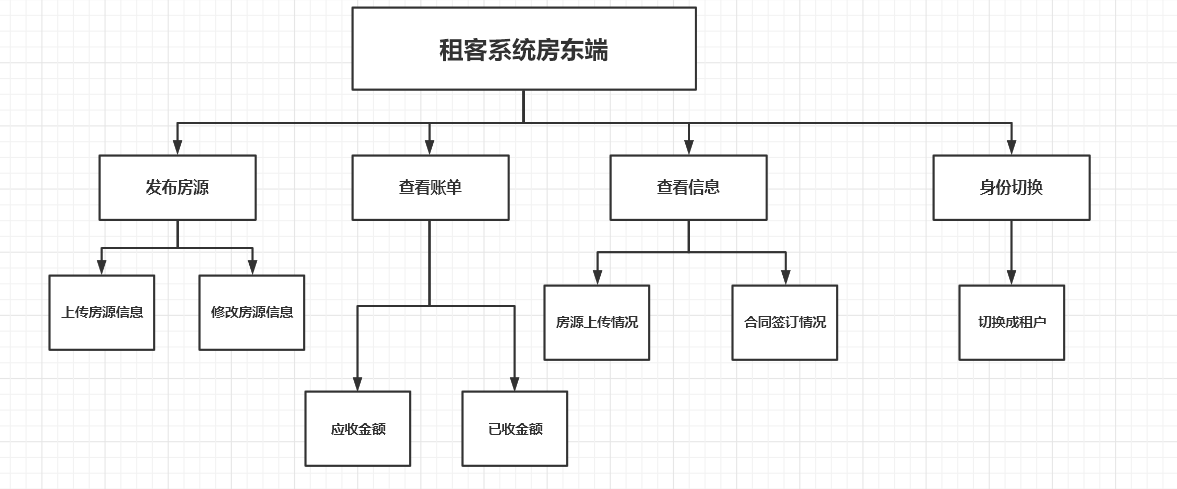 租客系统房东端
发布房源
查看账单
查看信息
身份切换
上传房源信息
修改房源信息
房源上传情况
合同签订情况
切换成租户
应收金额
已收金额